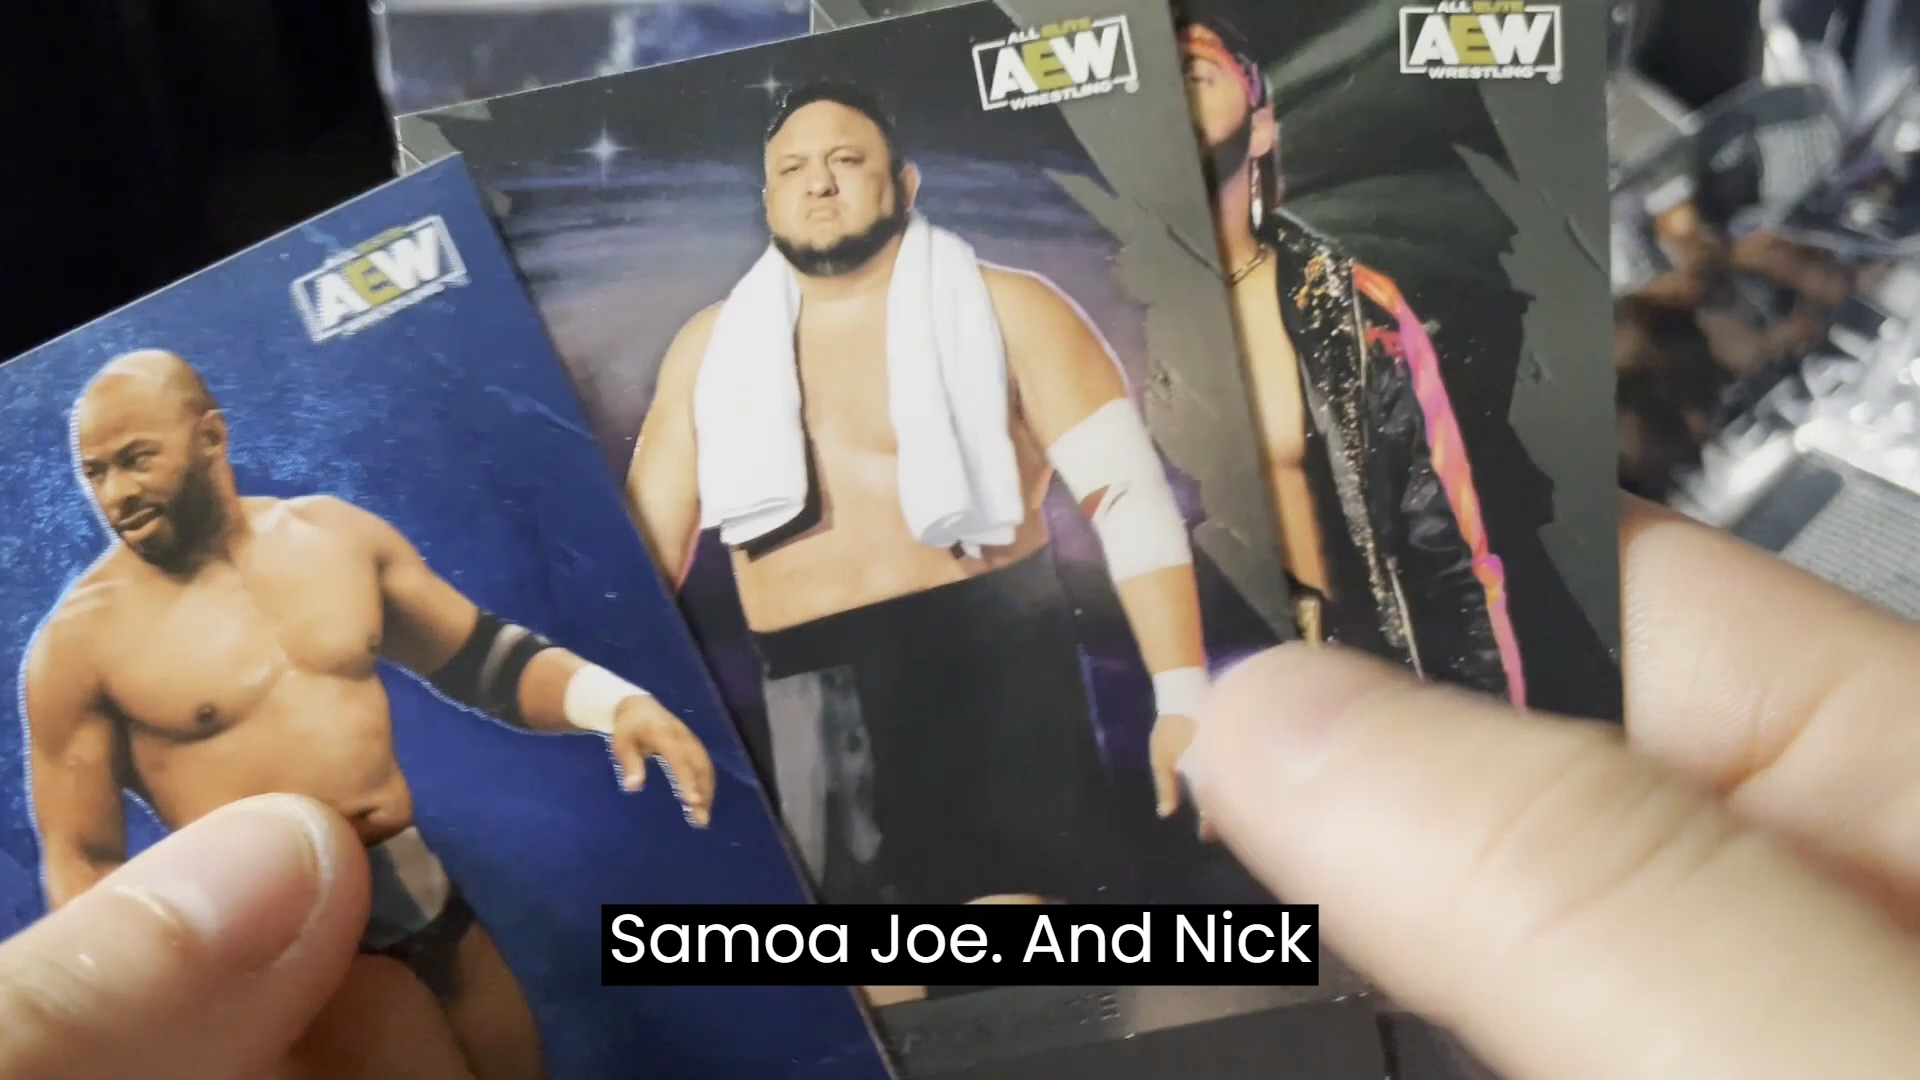 ALL ELITE
AEW
WRESTLING
ALL ELITE
AEW
WRESTLING
AEW
Samoa Joe. And Nick